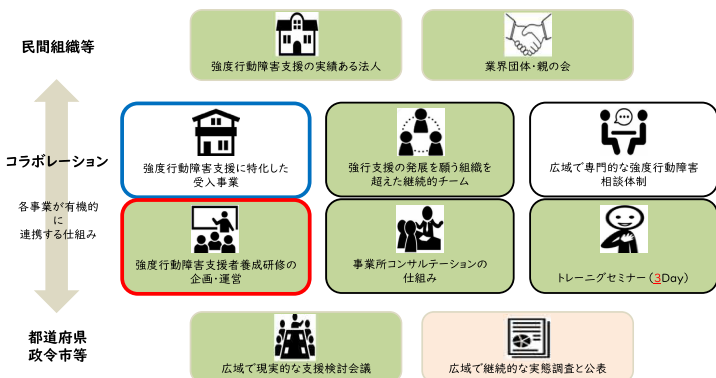 民間組織等
強度行動障害支援の実績ある法人
業界団体・親の会
コラボレーション
各事業が有機的
に
連携する仕組み
強度行動障害支援に特化した
受入事業
強行支援の発展を願う組織を
超えた継続的チーム
広域で専門的な強度行動障害
相談体制
強度行動障害支援者養成研修の
企画・運営
事業所コンサルテーションの
仕組み
トレーニグセミナー(3Day)
都道府県
政令市等
広域で現実的な支援検討会議
広域で継続的な実態調査と公表